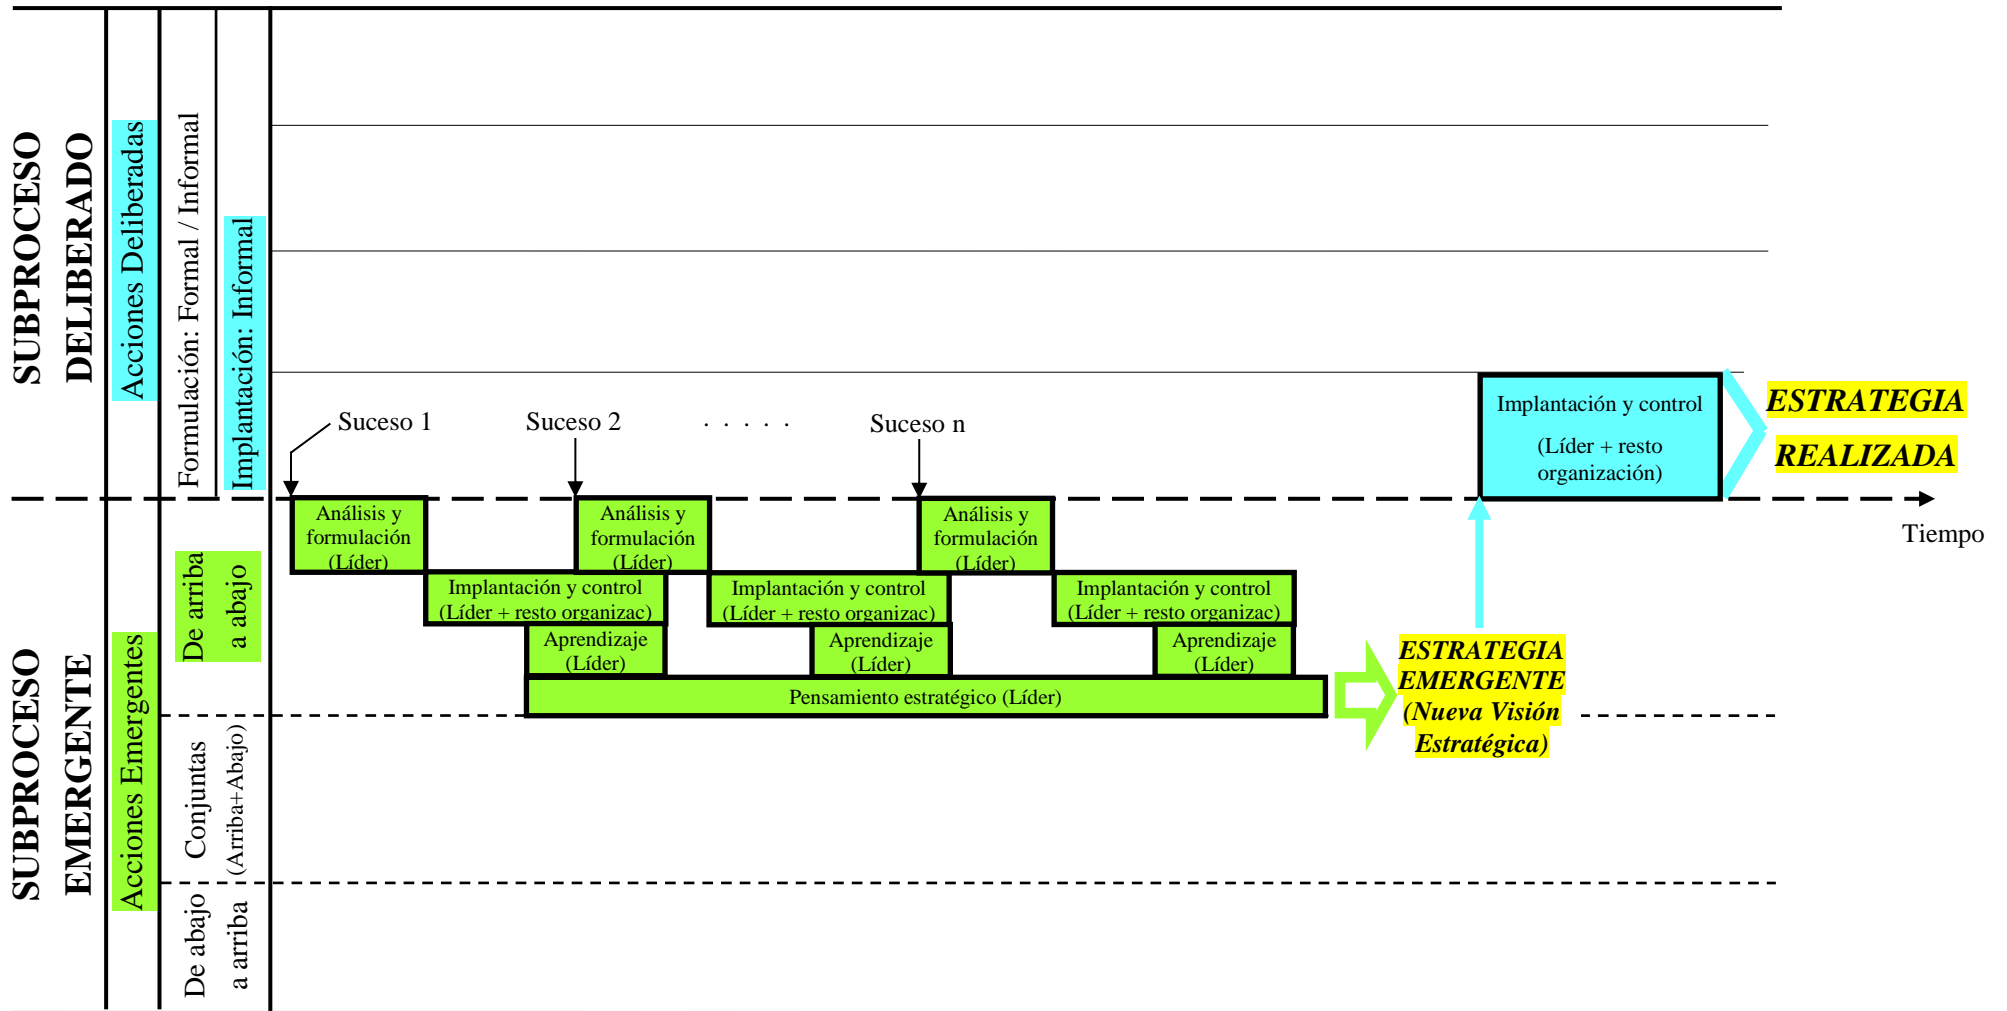 SUBPROCESO
DELIBERADO
Acciones Deliberadas
Formulación: Formal / Informal
Implantación: Informal
Suceso 1
Suceso 2
. . . . .
Suceso n
Implantación y control
(Líder + resto
organización)
ESTRATEGIA
REALIZADA
Tiempo
SUBPROCESO
EMERGENTE
Acciones Emergentes
De arriba
a abajo
Conjuntas
(Arriba+Abajo)
De abajo
a arriba
Análisis y
formulación
(Líder)
Análisis y
formulación
(Líder)
Análisis y
formulación
(Líder)
Implantación y control
(Líder + resto organizac)
Implantación y control
(Líder + resto organizac)
Implantación y control
(Líder + resto organizac)
Aprendizaje
(Líder)
Aprendizaje
(Líder)
Aprendizaje
(Líder)
Pensamiento estratégico (Líder)
ESTRATEGIA
EMERGENTE
(Nueva Visión
Estratégica)